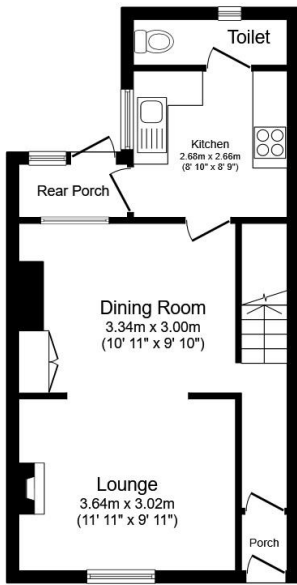 Toilet
Kitchen
2.68m x 2.66m
(8' 10" x 8' 9")
Rear Porch
Dining Room
3.34m x 3.00m
(10' 11" x 9' 10")
Lounge
3.64m x 3.02m
(11' 11" x 9' 11")
Porch